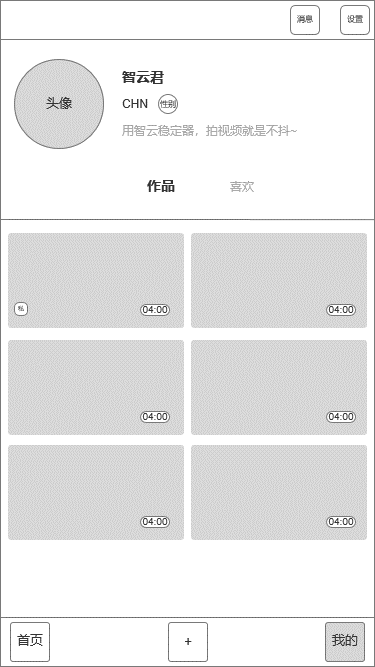 消息 设置
头像
智云君
CHN 性别
用智云稳定器，拍视频就是不抖~
作品 喜欢
04:00 04:00
04:00 04:00
04:00 04:00
首页 + 我的